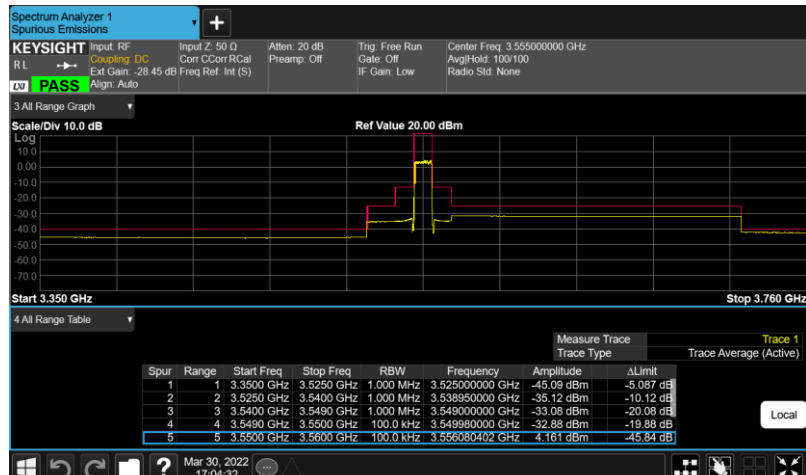 Spectrum Analyzer 1
Spurious Emissions
KEYSIGHT
RL
LXI
PASS
Input: RF
Coupling: DC
Ext Gain: -28.45 dB
Align: Auto
Input Z: 50 Ω
Corr CCorr RCal
Freq Ref: Int (S)
Atten: 20 dB
Preamp: Off
Trig: Free Run
Gate: Off
IF Gain: Low
Center Freq: 3.555000000 GHz
Avg|Hold: 100/100
Radio Std: None
3 All Range Graph
Scale/Div 10.0 dB
Ref Value 20.00 dBm
Log
10.0
0.00
-10.0
-20.0
-30.0
-40.0
-50.0
-60.0
-70.0
Start 3.350 GHz
Stop 3.760 GHz
4 All Range Table
Measure Trace Trace 1
Trace Type Trace Average (Active)
Spur Range Start Freq Stop Freq RBW Frequency Amplitude ΔLimit
1 1 3.3500 GHz 3.5250 GHz 1.000 MHz 3.525000000 GHz -45.09 dBm -5.087 dB
2 2 3.5250 GHz 3.5400 GHz 1.000 MHz 3.538950000 GHz -35.12 dBm -10.12 dB
3 3 3.5400 GHz 3.5490 GHz 1.000 MHz 3.549000000 GHz -33.08 dBm -20.08 dB
4 4 3.5490 GHz 3.5500 GHz 100.0 kHz 3.549980000 GHz -32.88 dBm -19.88 dB
5 5 3.5500 GHz 3.5600 GHz 100.0 kHz 3.556080402 GHz 4.161 dBm -45.84 dB
Local
?
Mar 30, 2022
17:04:32